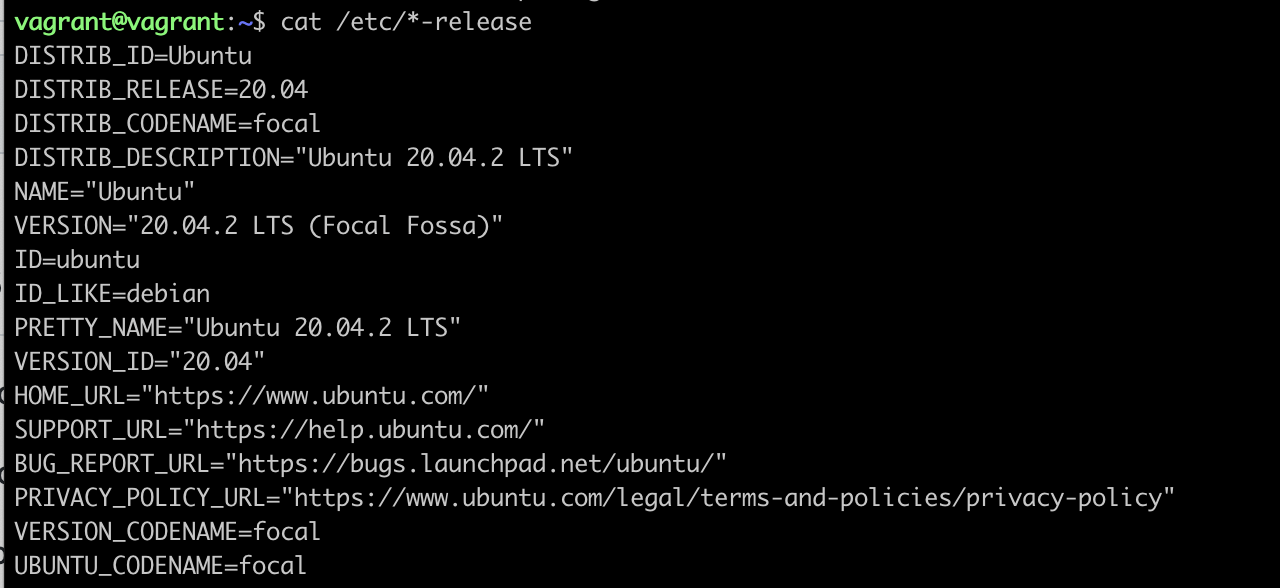 vagrant@vagrant:~$ cat /etc/*-release
DISTRIB_ID=Ubuntu
DISTRIB_RELEASE=20.04
DISTRIB_CODENAME=focal
DISTRIB_DESCRIPTION="Ubuntu 20.04.2 LTS"
NAME="Ubuntu"
VERSION="20.04.2 LTS (Focal Fossa)"
ID=ubuntu
ID_LIKE=debian
PRETTY_NAME="Ubuntu 20.04.2 LTS"
VERSION_ID="20.04"
HOME_URL="https://www.ubuntu.com/"
SUPPORT_URL="https://help.ubuntu.com/"
BUG_REPORT_URL="https://bugs.launchpad.net/ubuntu/"
PRIVACY_POLICY_URL="https://www.ubuntu.com/legal/terms-and-policies/privacy-policy"
VERSION_CODENAME=focal
UBUNTU_CODENAME=focal